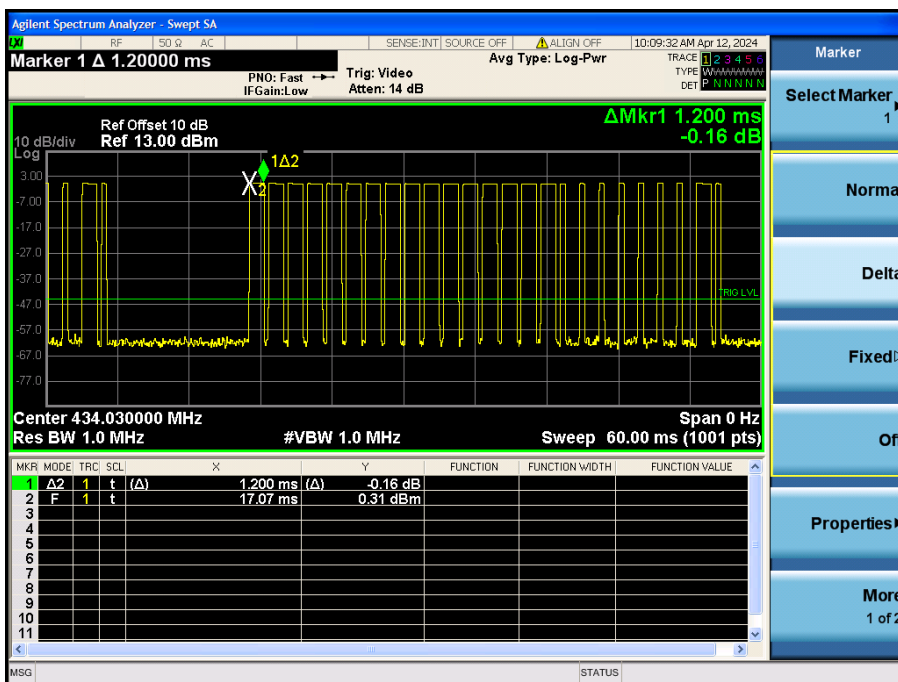 Agilent Spectrum Analyzer - Swept SA
LXI RF 50 Ω AC SENSE:INT SOURCE OFF ALIGN OFF 10:09:32 AM Apr 12, 2024
Marker 1 Δ 1.20000 ms
PNO: Fast
IFGain:Low
Trig: Video
Atten: 14 dB
Avg Type: Log-Pwr
TRACE 1 2 3 4 5 6
TYPE WWWWWWW
DET P N N N N N
Ref Offset 10 dB
10 dB/div Ref 13.00 dBm
Log
ΔMkr1 1.200 ms
-0.16 dB
1Δ2
2
3.00
-7.00
-17.0
-27.0
-37.0
-47.0
-57.0
-67.0
-77.0
TRIG LVL
Center 434.030000 MHz Span 0 Hz
Res BW 1.0 MHz #VBW 1.0 MHz Sweep 60.00 ms (1001 pts)
MKR MODE TRC SCL X Y FUNCTION FUNCTION WIDTH FUNCTION VALUE
1 Δ2 1 t (Δ) 1.200 ms (Δ) -0.16 dB
2 F 1 t 17.07 ms 0.31 dBm
3
4
5
6
7
8
9
10
11
MSG STATUS
Marker
Select Marker
1
Norma
Delta
Fixed
Of
Properties
More
1 of 2